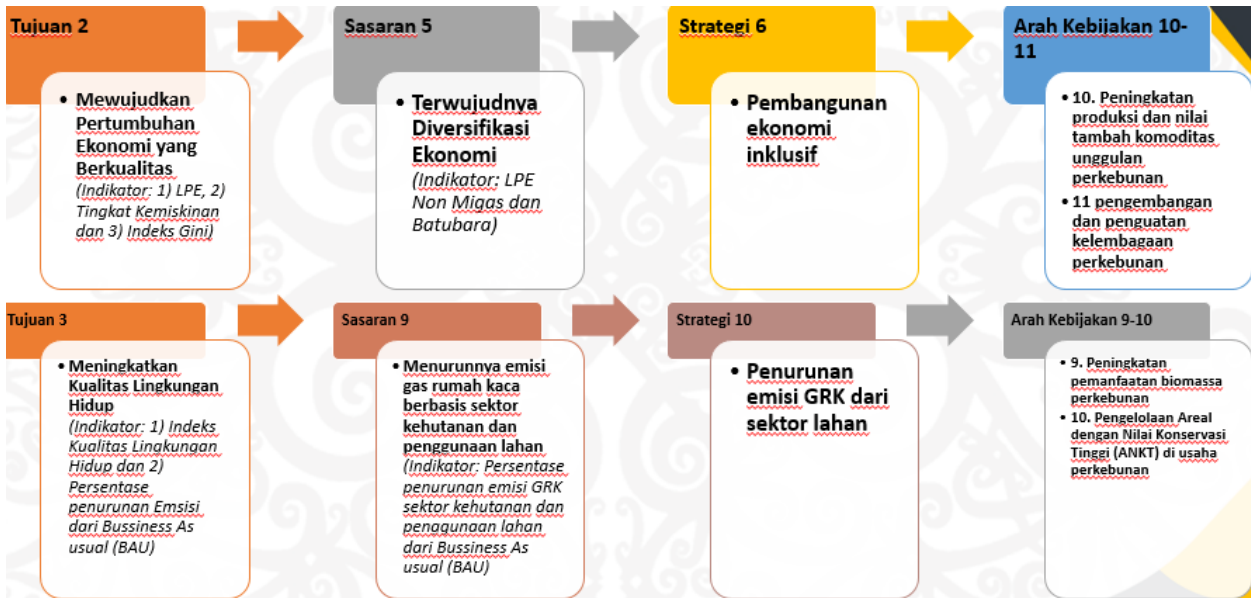 Tujuan 2
• Mewujudkan
Pertumbuhan
Ekonomi yang
Berkualitas
(Indikator: 1) LPE, 2)
Tingkat Kemiskinan
dan 3) Indeks Gini)
Sasaran 5
• Terwujudnya
Diversifikasi
Ekonomi
(Indikator: LPE
Non Migas dan
Batubara)
Strategi 6
• Pembangunan
ekonomi
inklusif
Arah Kebijakan 10-
11
• 10. Peningkatan
produksi dan nilai
tambah komoditas
unggulan
perkebunan
• 11 pengembangan
dan penguatan
kelembagaan
perkebunan
Tujuan 3
• Meningkatkan
Kualitas Lingkungan
Hidup
(Indikator: 1) Indeks
Kualitas Lingkungan
Hidup dan 2)
Persentase
penurunan Emsisi
dari Bussiness As
usual (BAU)
Sasaran 9
• Menurunnya emisi
gas rumah kaca
berbasis sektor
kehutanan dan
penggunaan lahan
(Indikator: Persentase
penurunan emisi GRK
sektor kehutanan dan
penggunaan lahan
dari Bussiness As
usual (BAU)
Strategi 10
• Penurunan
emisi GRK dari
sektor lahan
Arah Kebijakan 9-10
• 9. Peningkatan
pemanfaatan biomassa
perkebunan
• 10. Pengelolaan Areal
dengan Nilai Konservasi
Tinggi (ANKT) di usaha
perkebunan